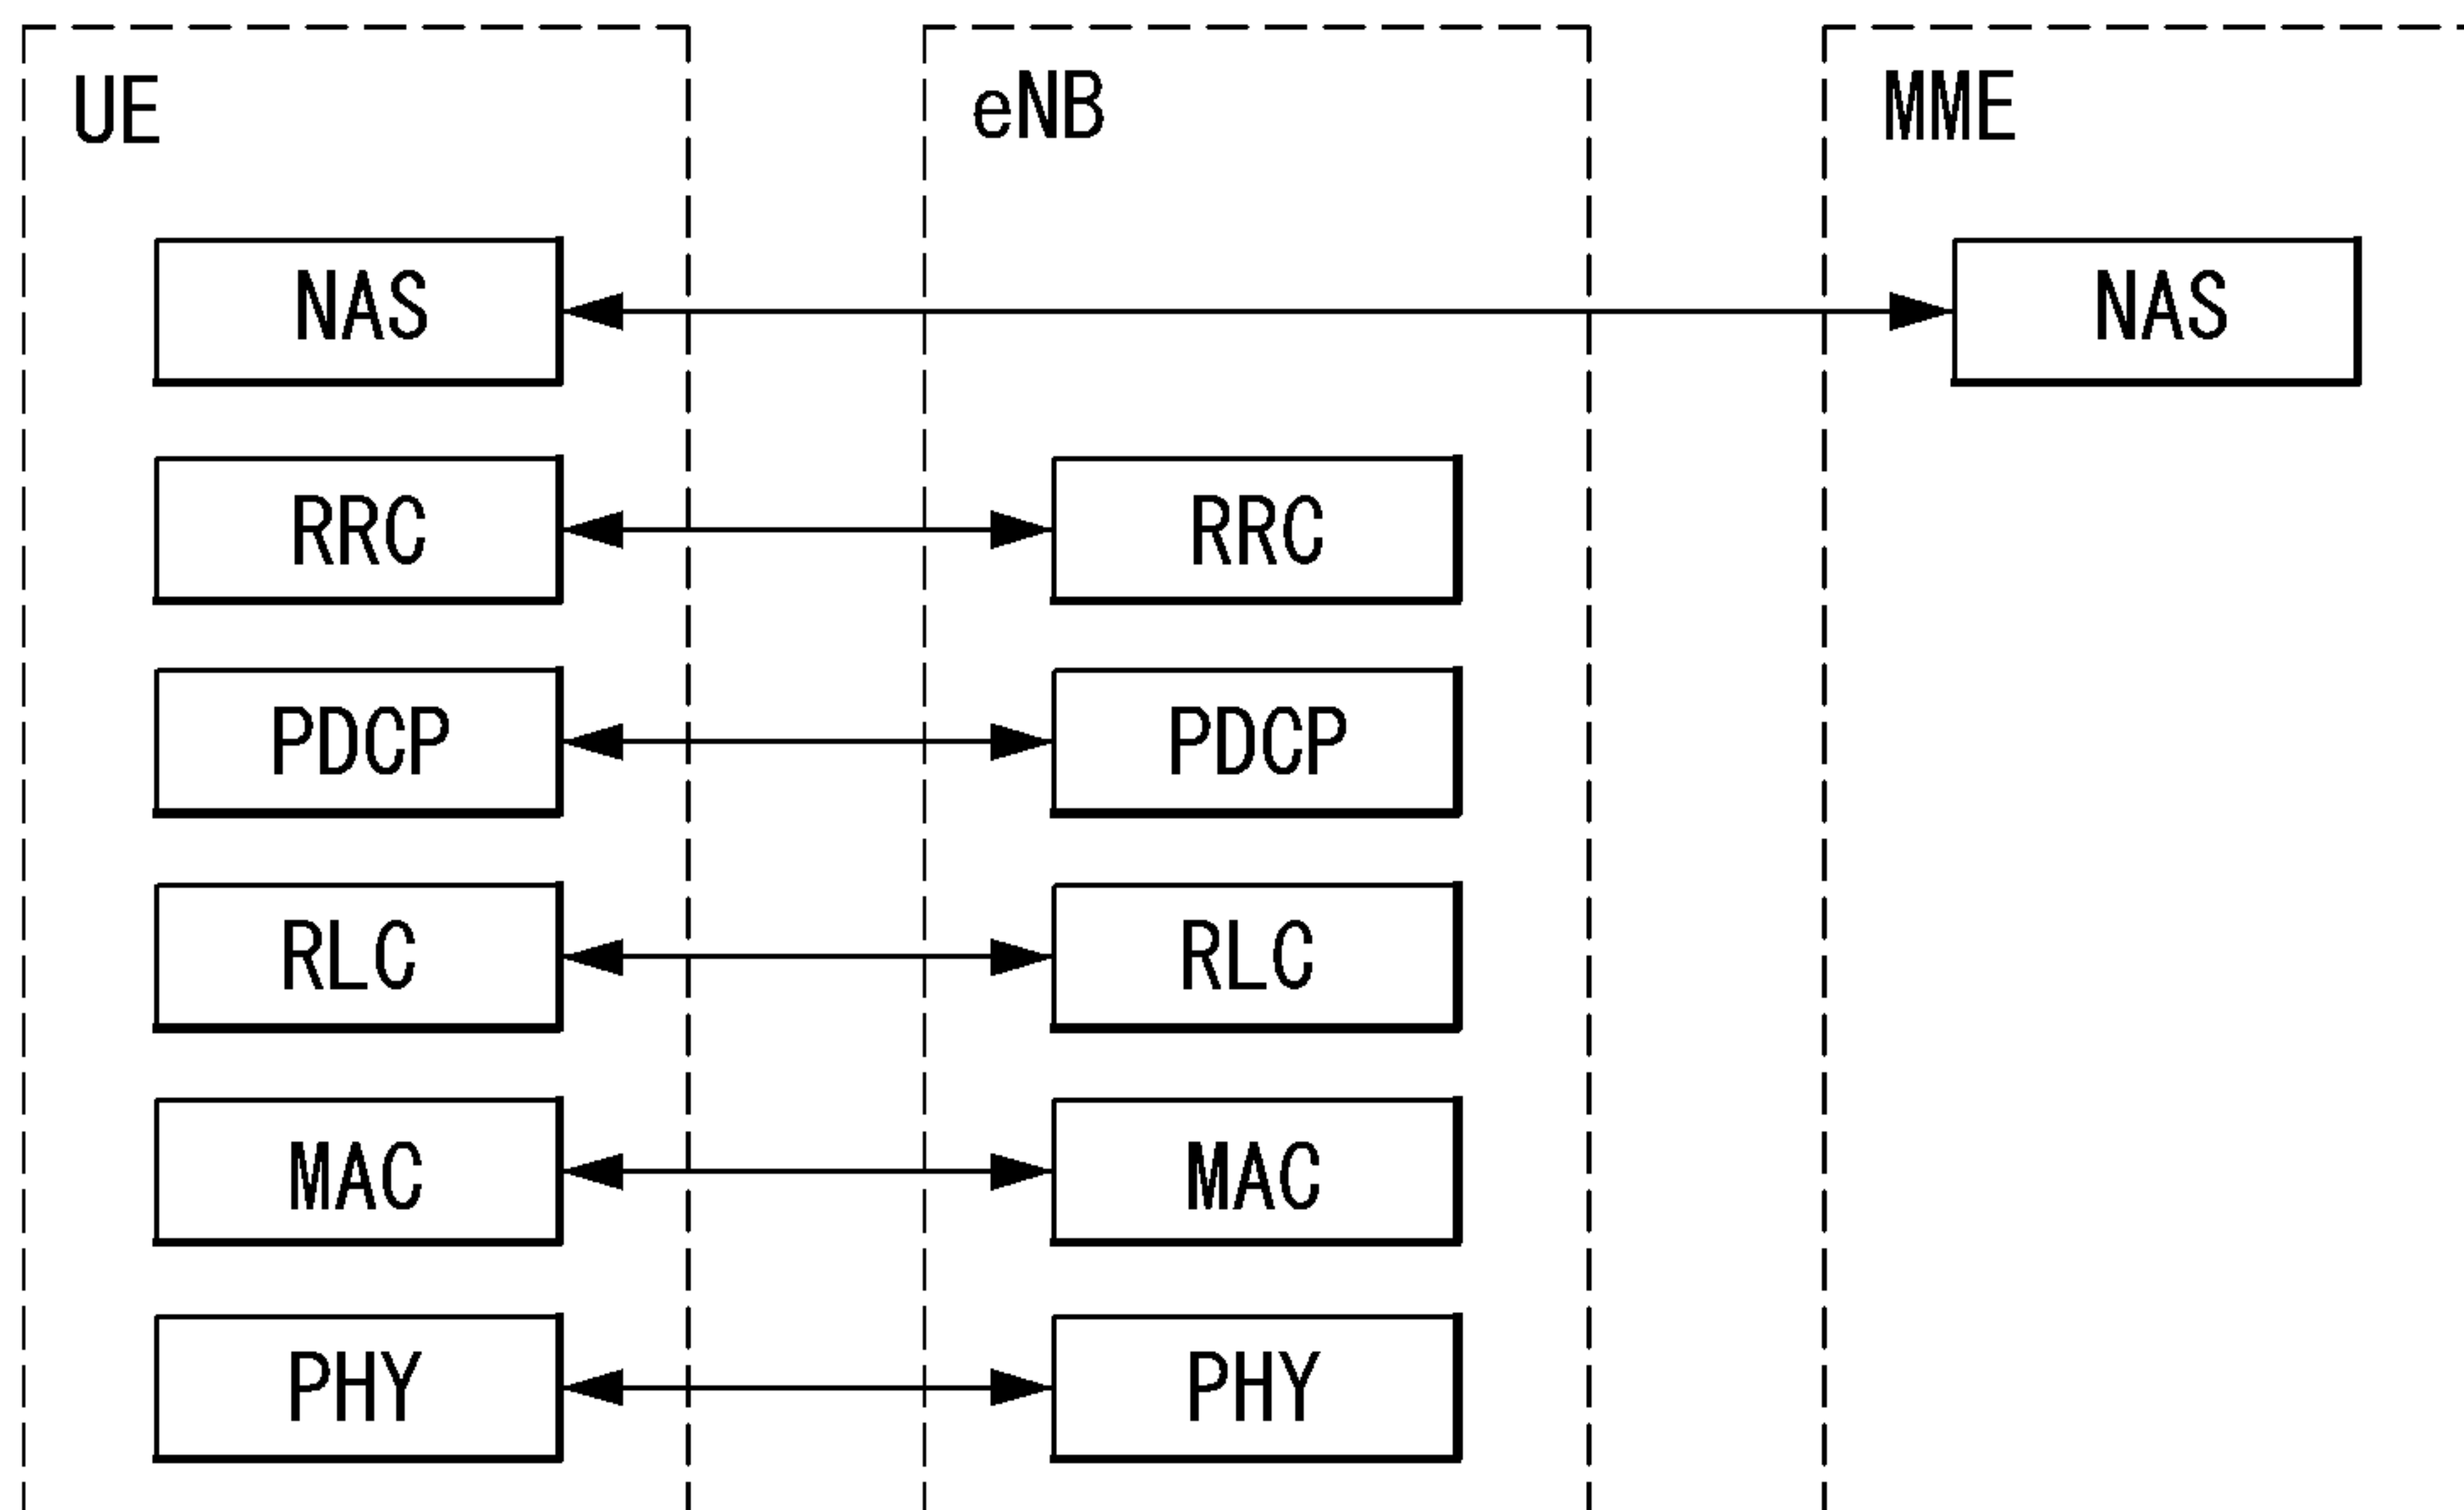 UE eNB MME
NAS NAS
RRC RRC
PDCP PDCP
RLC RLC
MAC MAC
PHY PHY